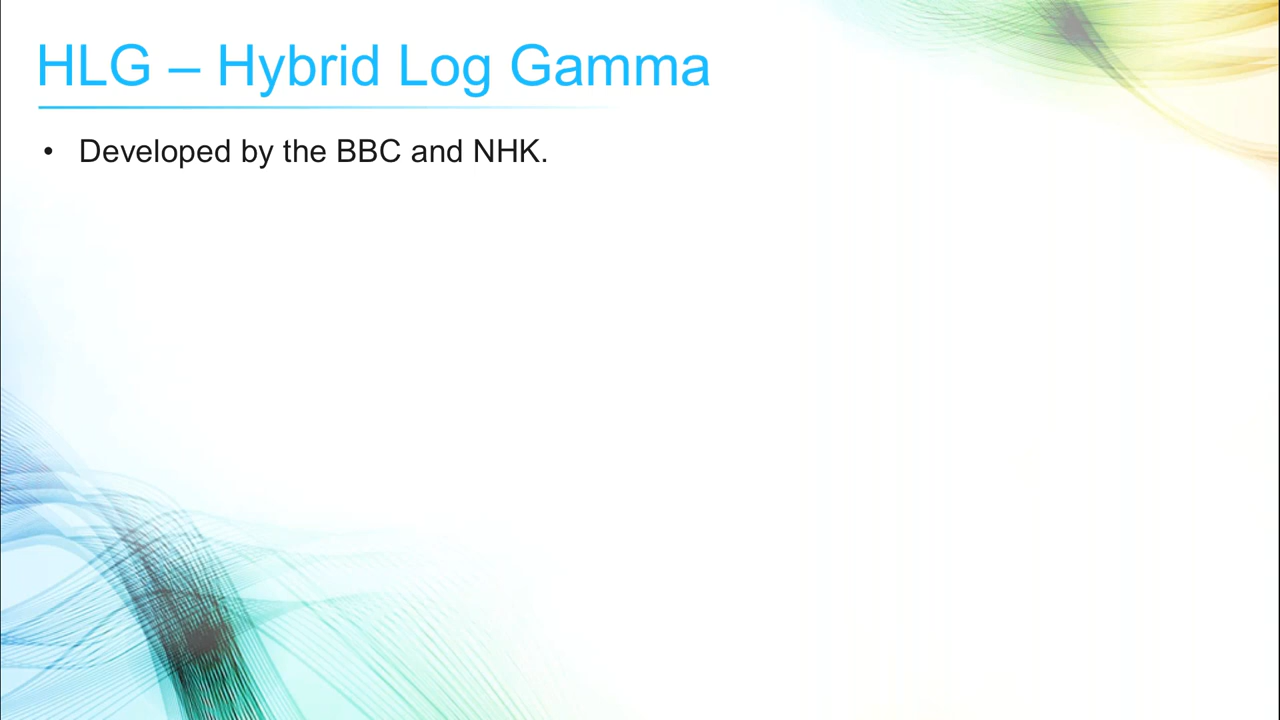 HLG – Hybrid Log Gamma
• Developed by the BBC and NHK.